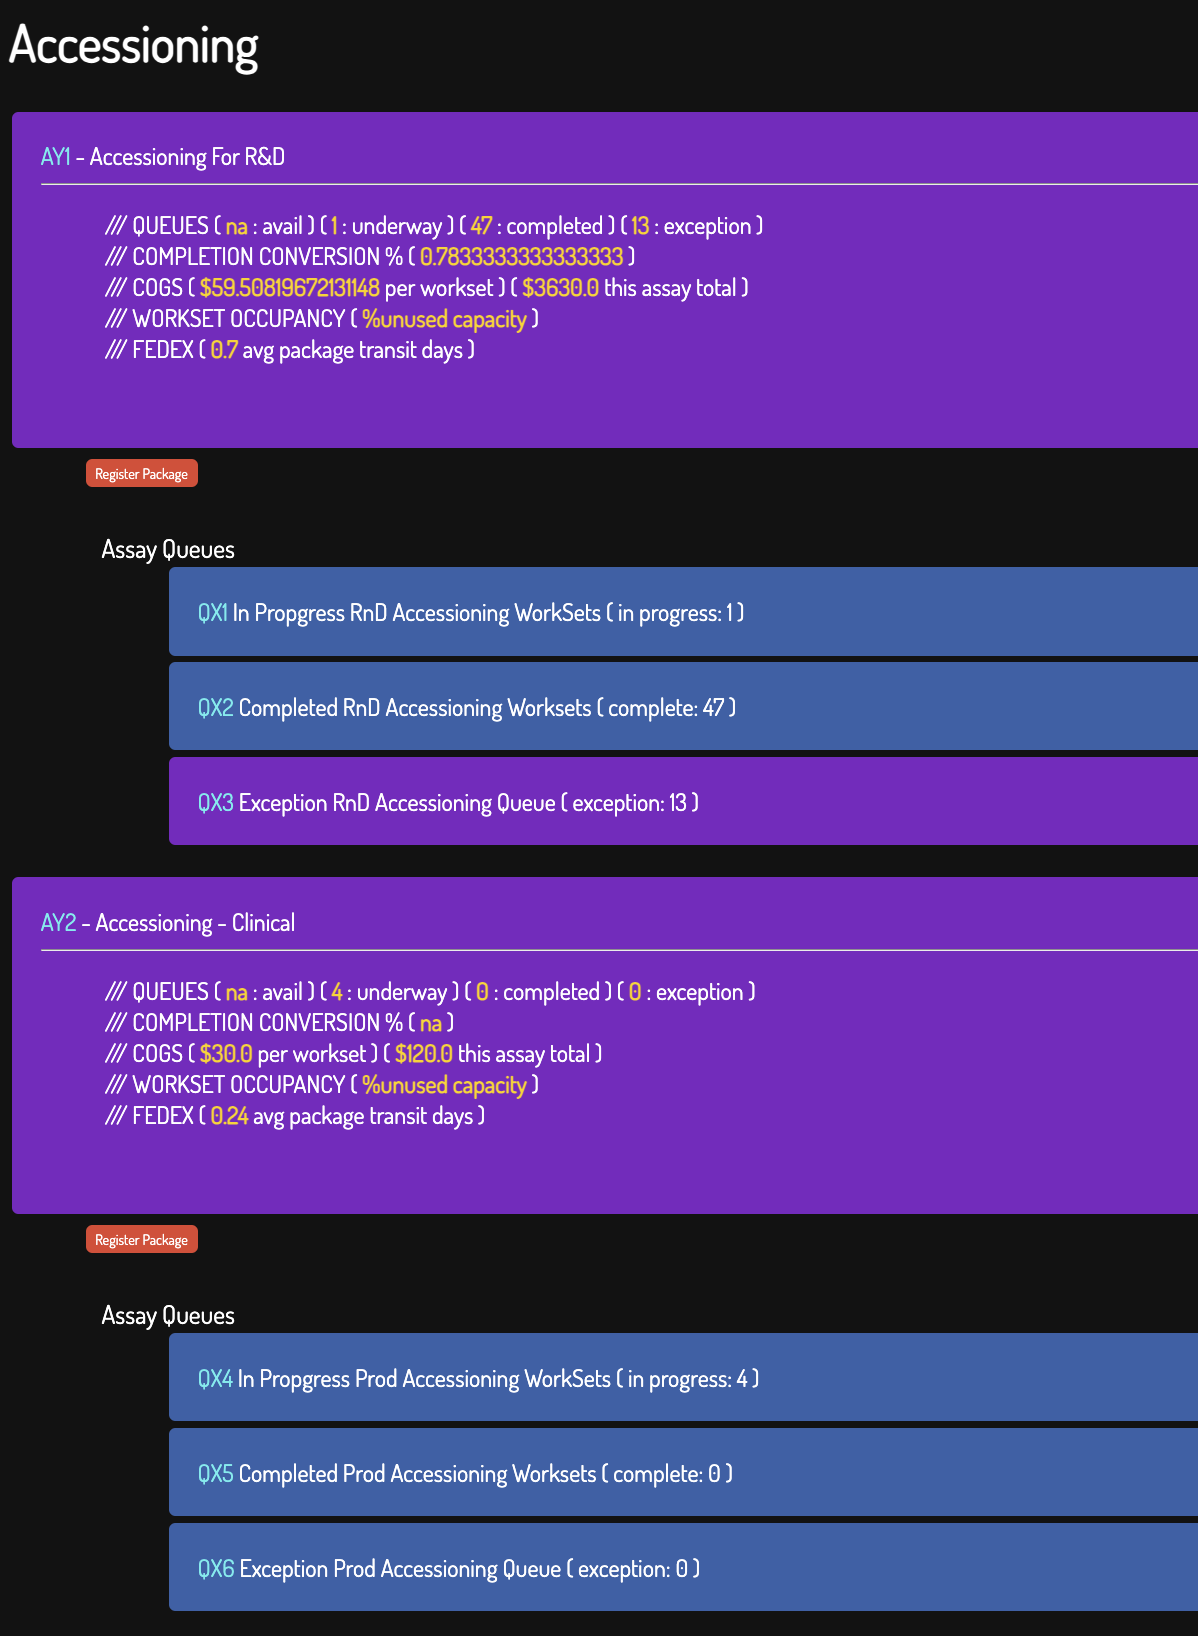 Accessioning
AY1 - Accessioning For R&D
/// QUEUES ( na : avail ) ( 1 : underway ) ( 47 : completed ) ( 13 : exception )
/// COMPLETION CONVERSION % ( 0.7833333333333333 )
/// COGS ( $59.50819672131148 per workset ) ( $3630.0 this assay total )
/// WORKSET OCCUPANCY ( %unused capacity )
/// FEDEX ( 0.7 avg package transit days )
Register Package
Assay Queues
QX1 In Propgress RnD Accessioning WorkSets ( in progress: 1 )
QX2 Completed RnD Accessioning Worksets ( complete: 47 )
QX3 Exception RnD Accessioning Queue ( exception: 13 )
AY2 - Accessioning - Clinical
/// QUEUES ( na : avail ) ( 4 : underway ) ( 0 : completed ) ( 0 : exception )
/// COMPLETION CONVERSION % ( na )
/// COGS ( $30.0 per workset ) ( $120.0 this assay total )
/// WORKSET OCCUPANCY ( %unused capacity )
/// FEDEX ( 0.24 avg package transit days )
Register Package
Assay Queues
QX4 In Propgress Prod Accessioning WorkSets ( in progress: 4 )
QX5 Completed Prod Accessioning Worksets ( complete: 0 )
QX6 Exception Prod Accessioning Queue ( exception: 0 )